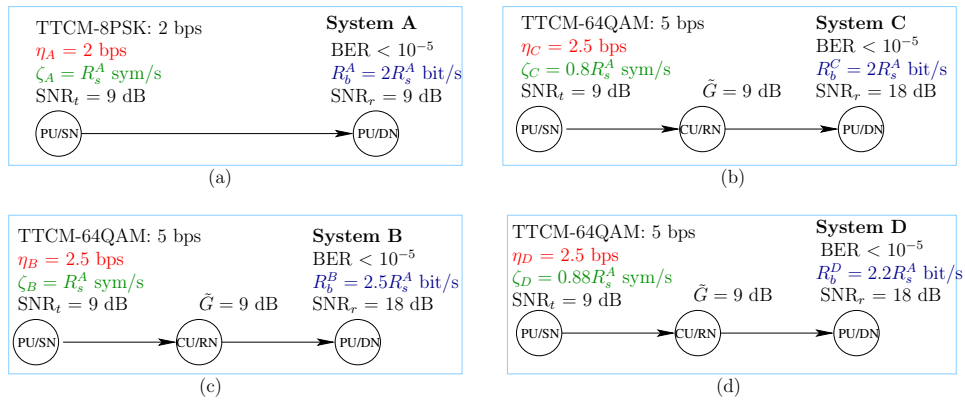 TTCM-8PSK: 2 bps
η_A = 2 bps
ζ_A = R_s^A sym/s
SNR_t = 9 dB
System A
BER < 10^{-5}
R_b^A = 2R_s^A bit/s
SNR_r = 9 dB
PU/SN
PU/DN
(a)
TTCM-64QAM: 5 bps
η_C = 2.5 bps
ζ_C = 0.8R_s^A sym/s
SNR_t = 9 dB
G̃ = 9 dB
System C
BER < 10^{-5}
R_b^C = 2R_s^A bit/s
SNR_r = 18 dB
PU/SN
CU/RN
PU/DN
(b)
TTCM-64QAM: 5 bps
η_B = 2.5 bps
ζ_B = R_s^A sym/s
SNR_t = 9 dB
G̃ = 9 dB
System B
BER < 10^{-5}
R_b^B = 2.5R_s^A bit/s
SNR_r = 18 dB
PU/SN
CU/RN
PU/DN
(c)
TTCM-64QAM: 5 bps
η_D = 2.5 bps
ζ_D = 0.88R_s^A sym/s
SNR_t = 9 dB
G̃ = 9 dB
System D
BER < 10^{-5}
R_b^D = 2.2R_s^A bit/s
SNR_r = 18 dB
PU/SN
CU/RN
PU/DN
(d)